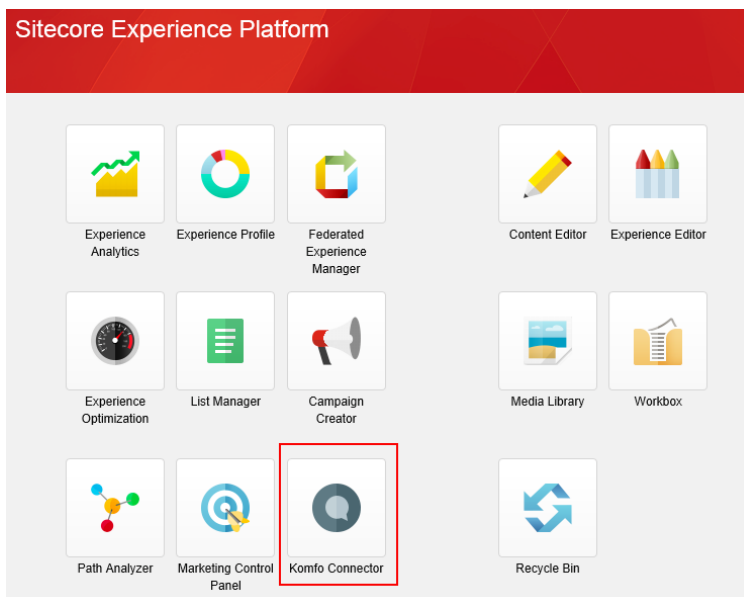 Sitecore Experience Platform
Experience
Analytics
Experience Profile
Federated
Experience
Manager
Content Editor
Experience Editor
Experience
Optimization
List Manager
Campaign
Creator
Media Library
Workbox
Path Analyzer
Marketing Control
Panel
Komfo Connector
Recycle Bin